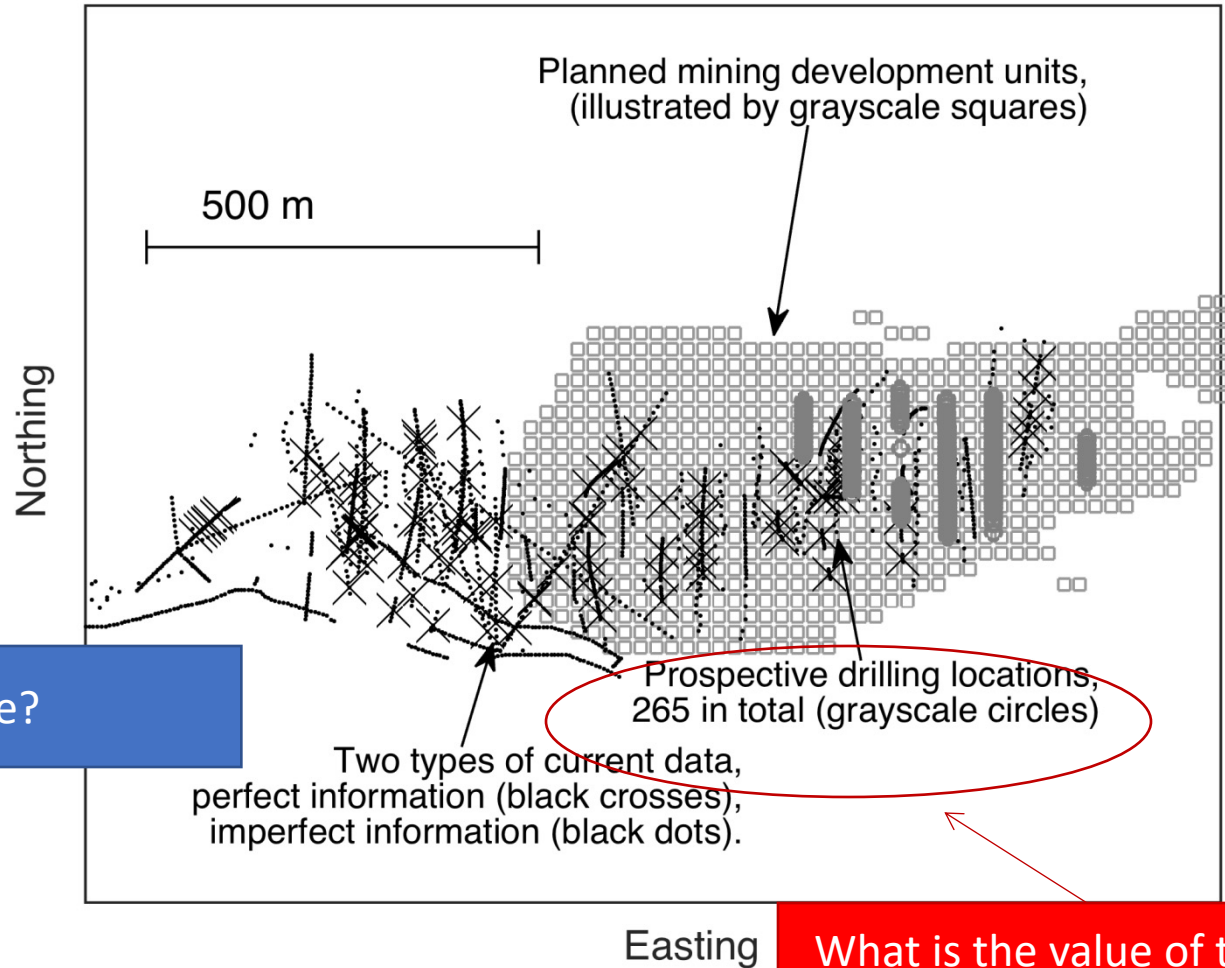 Planned mining development units,
(illustrated by grayscale squares)
500 m
Northing
e?
Prospective drilling locations,
265 in total (grayscale circles)
Two types of current data,
perfect information (black crosses),
imperfect information (black dots).
Easting
What is the value of t